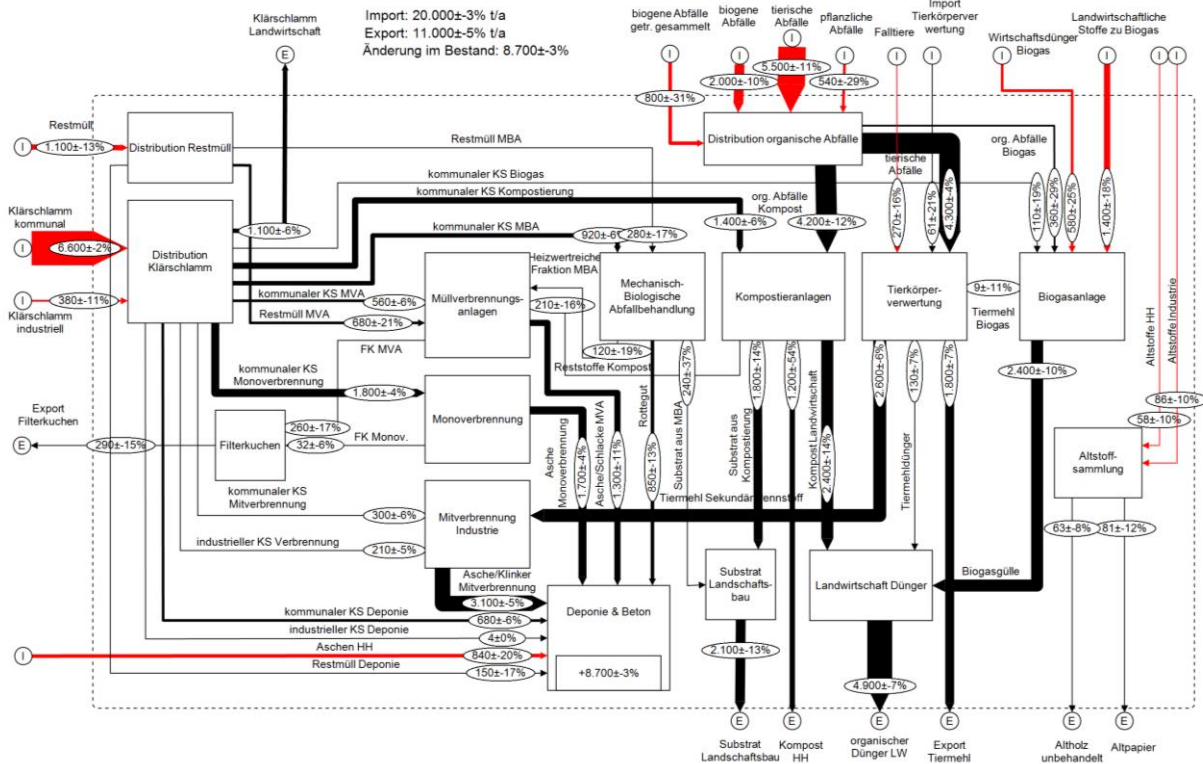 Import: 20.000±-3% t/a
Export: 11.000±-5% t/a
Änderung im Bestand: 8.700±-3%
Klärschlamm
Landwirtschaft
E
biogene Abfälle
getr. gesammelt
I
biogene
Abfälle
I
tierische
Abfälle
I
pflanzliche
Abfälle
I
Falltiere
I
Import
Tierkörperver
wertung
I
Wirtschaftsdünger
Biogas
I
Landwirtschaftliche
Stoffe zu Biogas
I
I
I
800±-31%
2.000±-10%
5.500±-11%
540±-29%
Restmüll
I
1.100±-13%
Distribution Restmüll
Restmüll MBA
Distribution organische Abfälle
org. Abfälle
Biogas
tierische
Abfälle
kommunaler KS Biogas
kommunaler KS Kompostierung
org. Abfälle
Kompost
Klärschlamm
kommunal
I
6.600±-2%
Distribution
Klärschlamm
1.100±-6%
kommunaler KS MBA
920±-6%
280±-17%
1.400±-6%
4.200±-12%
270±-16%
61±-21%
4.300±-4%
110±-19%
360±-29%
580±-25%
1.400±-18%
I
380±-11%
Klärschlamm
industriell
kommunaler KS MVA
560±-6%
Restmüll MVA
680±-21%
Müllverbrennungs-
anlagen
Heizwertreiche
Fraktion MBA
210±-16%
Mechanisch-
Biologische
Abfallbehandlung
Kompostieranlagen
Tierkörper-
verwertung
9±-11%
Tiermehl
Biogas
Biogasanlage
Altstoffe HH
Altstoffe Industrie
FK MVA
120±-19%
Reststoffe Kompost
kommunaler KS
Monoverbrennung
1.800±-4%
Monoverbrennung
240±-37%
1.800±-14%
1.200±-54%
2.600±-6%
130±-7%
1.800±-7%
2.400±-10%
86±-10%
58±-10%
Export
Filterkuchen
E
290±-15%
Filterkuchen
260±-17%
32±-6%
FK Monov.
Asche
Monoverbrennung
1.700±-4%
Asche/Schlacke MVA
1.300±-11%
Rottegut
850±-13%
Substrat aus MBA
Substrat aus
Kompostierung
Kompost Landwirtschaft
2.400±-14%
Tiermehldünger
Altstoff
sammlung
kommunaler KS
Mitverbrennung
300±-6%
Mitverbrennung
Industrie
Tiermehl Sekundärbrennstoff
63±-8%
81±-12%
industrieller KS Verbrennung
210±-5%
Asche/Klinker
Mitverbrennung
3.100±-5%
Deponie & Beton
+8.700±-3%
Substrat
Landschafts-
bau
Landwirtschaft Dünger
Biogasgülle
kommunaler KS Deponie
680±-6%
industrieller KS Deponie
4±0%
Aschen HH
I
840±-20%
Restmüll Deponie
150±-17%
2.100±-13%
4.900±-7%
E
E
E
E
E
E
Substrat
Landschaftsbau
Kompost
HH
organischer
Dünger LW
Export
Tiermehl
Altholz
unbehandelt
Altpapier